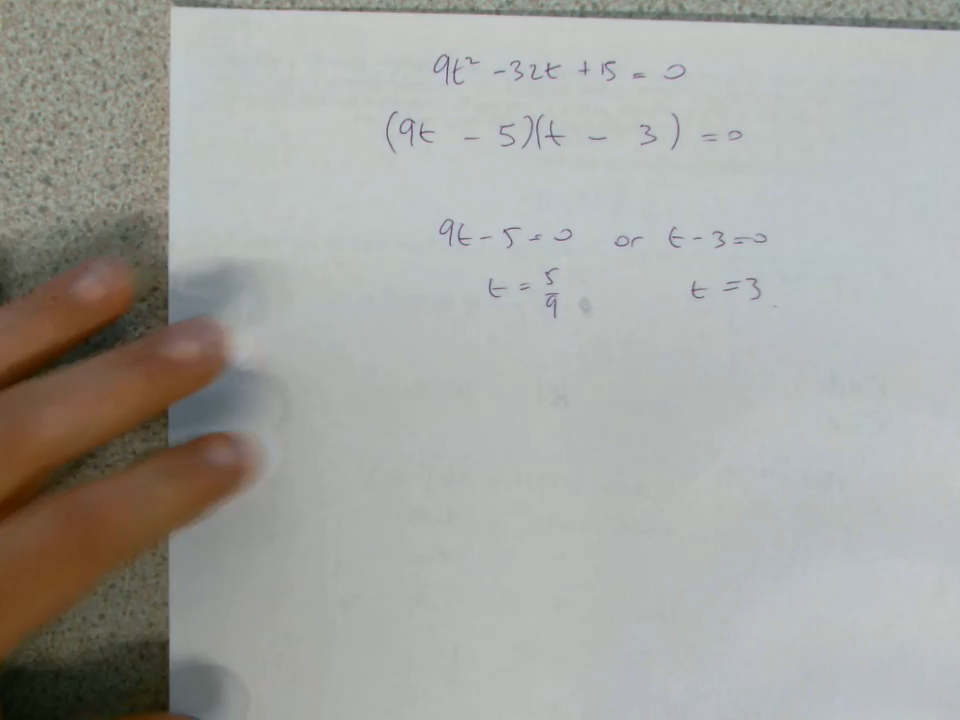 9t² - 32t + 15 = 0
(9t - 5)(t - 3) = 0
9t - 5 = 0 or t - 3 = 0
t = 5/9 t = 3